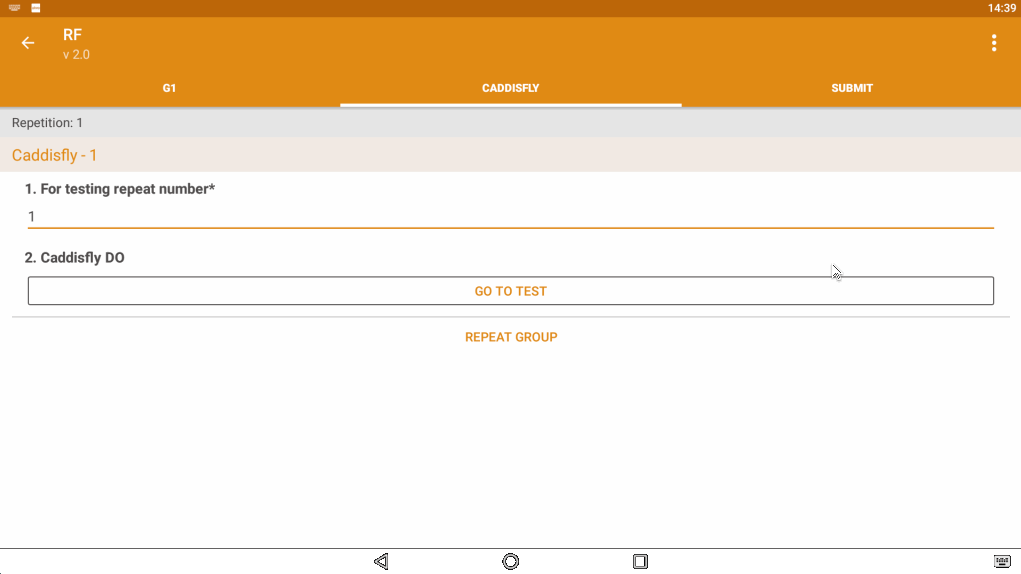 14:39
RF
v 2.0
G1
CADDISFLY
SUBMIT
Repetition: 1
Caddisfly - 1
1. For testing repeat number*
1
2. Caddisfly DO
GO TO TEST
REPEAT GROUP